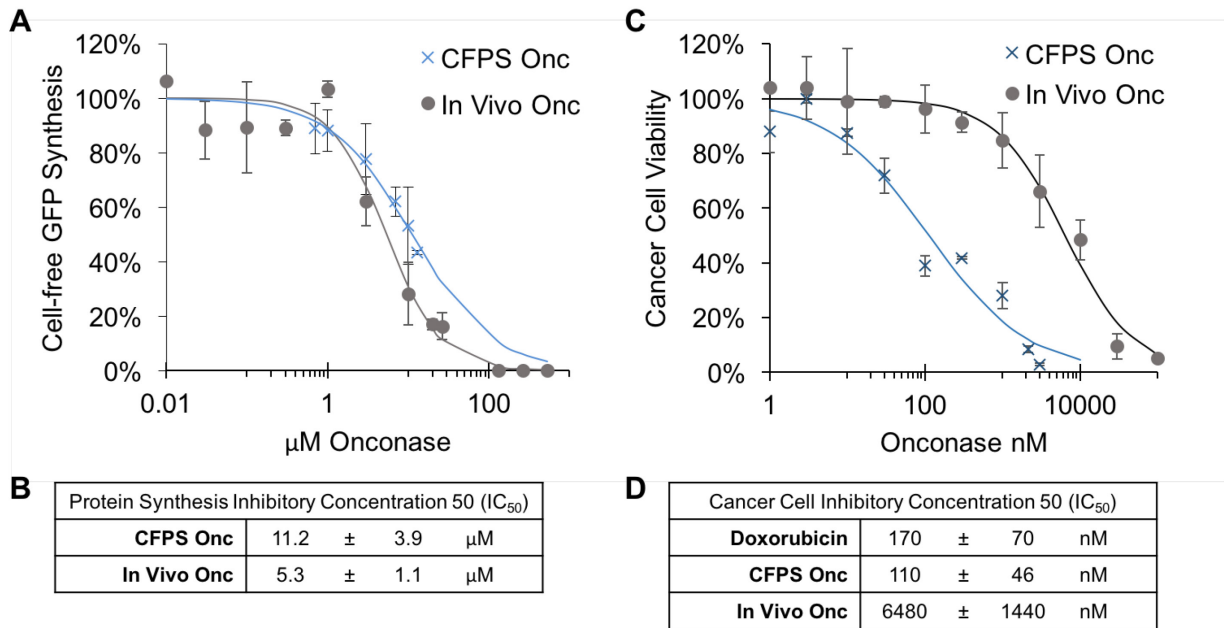 A
120%
100%
80%
60%
40%
20%
0%
Cell-free GFP Synthesis
CFPS Onc
In Vivo Onc
0.01
1
100
µM Onconase
C
120%
100%
80%
60%
40%
20%
0%
Cancer Cell Viability
CFPS Onc
In Vivo Onc
1
100
10000
Onconase nM
B
Protein Synthesis Inhibitory Concentration 50 (IC₅₀)
CFPS Onc 11.2 ± 3.9 µM
In Vivo Onc 5.3 ± 1.1 µM
D
Cancer Cell Inhibitory Concentration 50 (IC₅₀)
Doxorubicin 170 ± 70 nM
CFPS Onc 110 ± 46 nM
In Vivo Onc 6480 ± 1440 nM